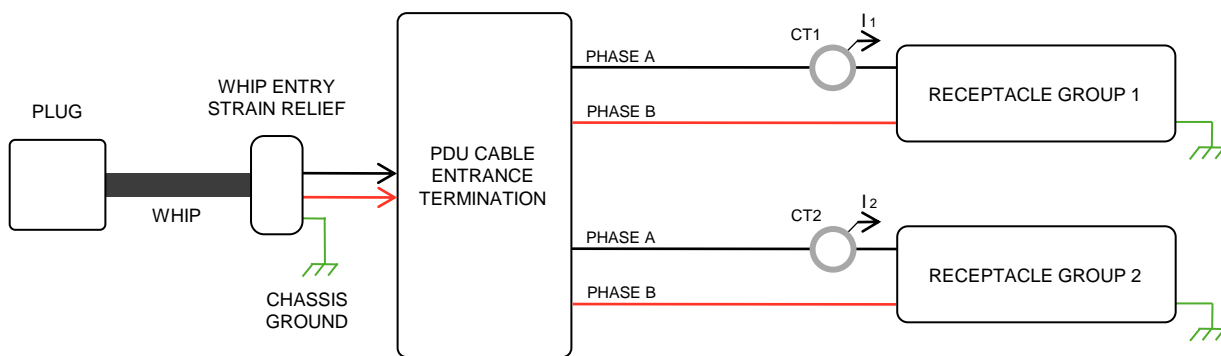 PLUG
WHIP
WHIP ENTRY
STRAIN RELIEF
CHASSIS
GROUND
PDU CABLE
ENTRANCE
TERMINATION
PHASE A
CT1
I1
PHASE B
RECEPTACLE GROUP 1
PHASE A
CT2
I2
PHASE B
RECEPTACLE GROUP 2